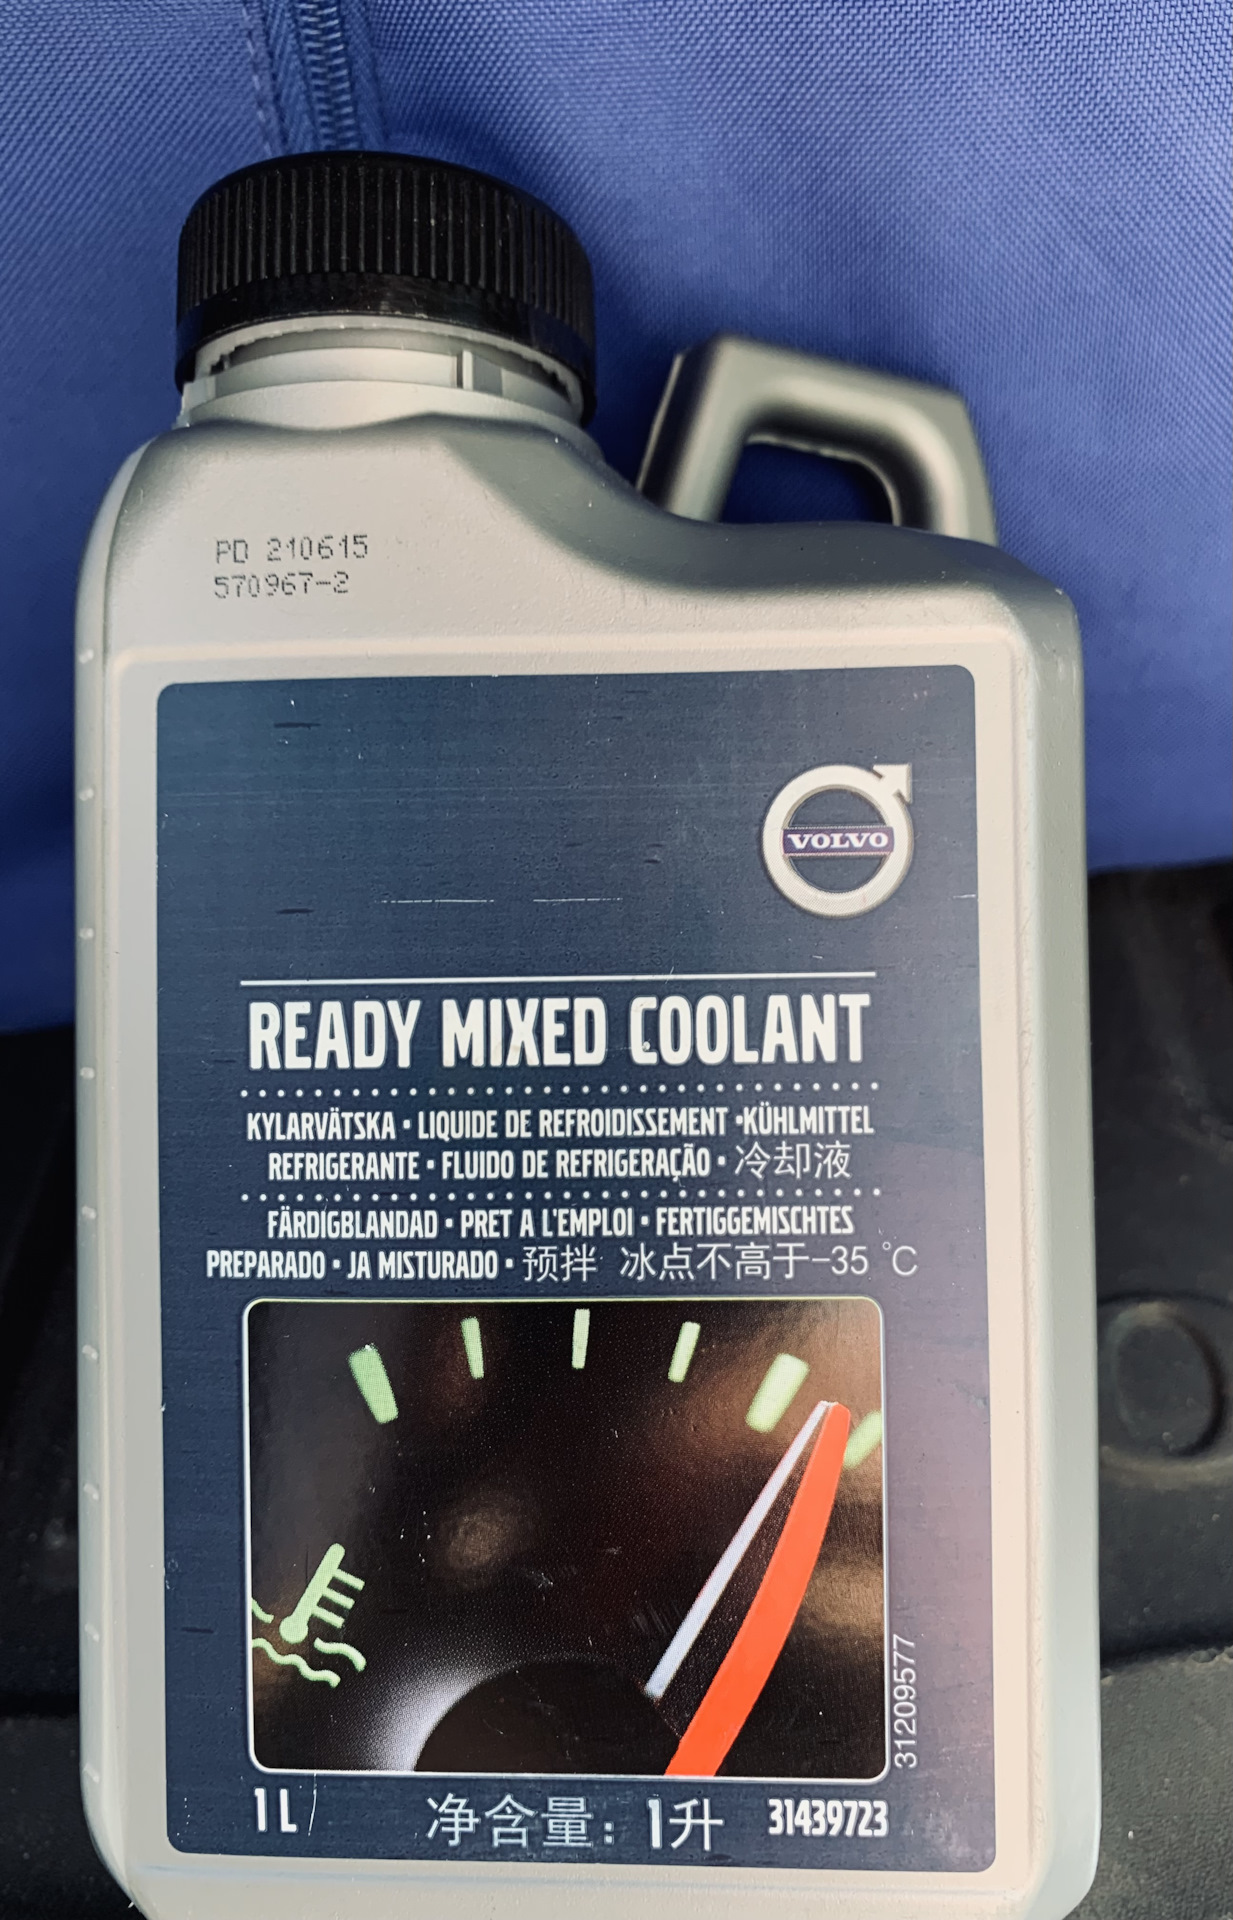 PD 210615
570967-2
VOLVO
READY MIXED COOLANT
KYLARVÄTSKA • LIQUIDE DE REFROIDISSEMENT •KÜHLMITTEL
REFRIGERANTE • FLUIDO DE REFRIGERAÇÃO • 冷却液
FÄRDIGBLANDAD • PRET A L'EMPLOI • FERTIGGEMISCHTES
PREPARADO • JA MISTURADO • 预拌 冰点不高于-35 °C
31209577
1 L 净含量: 1升 31439723